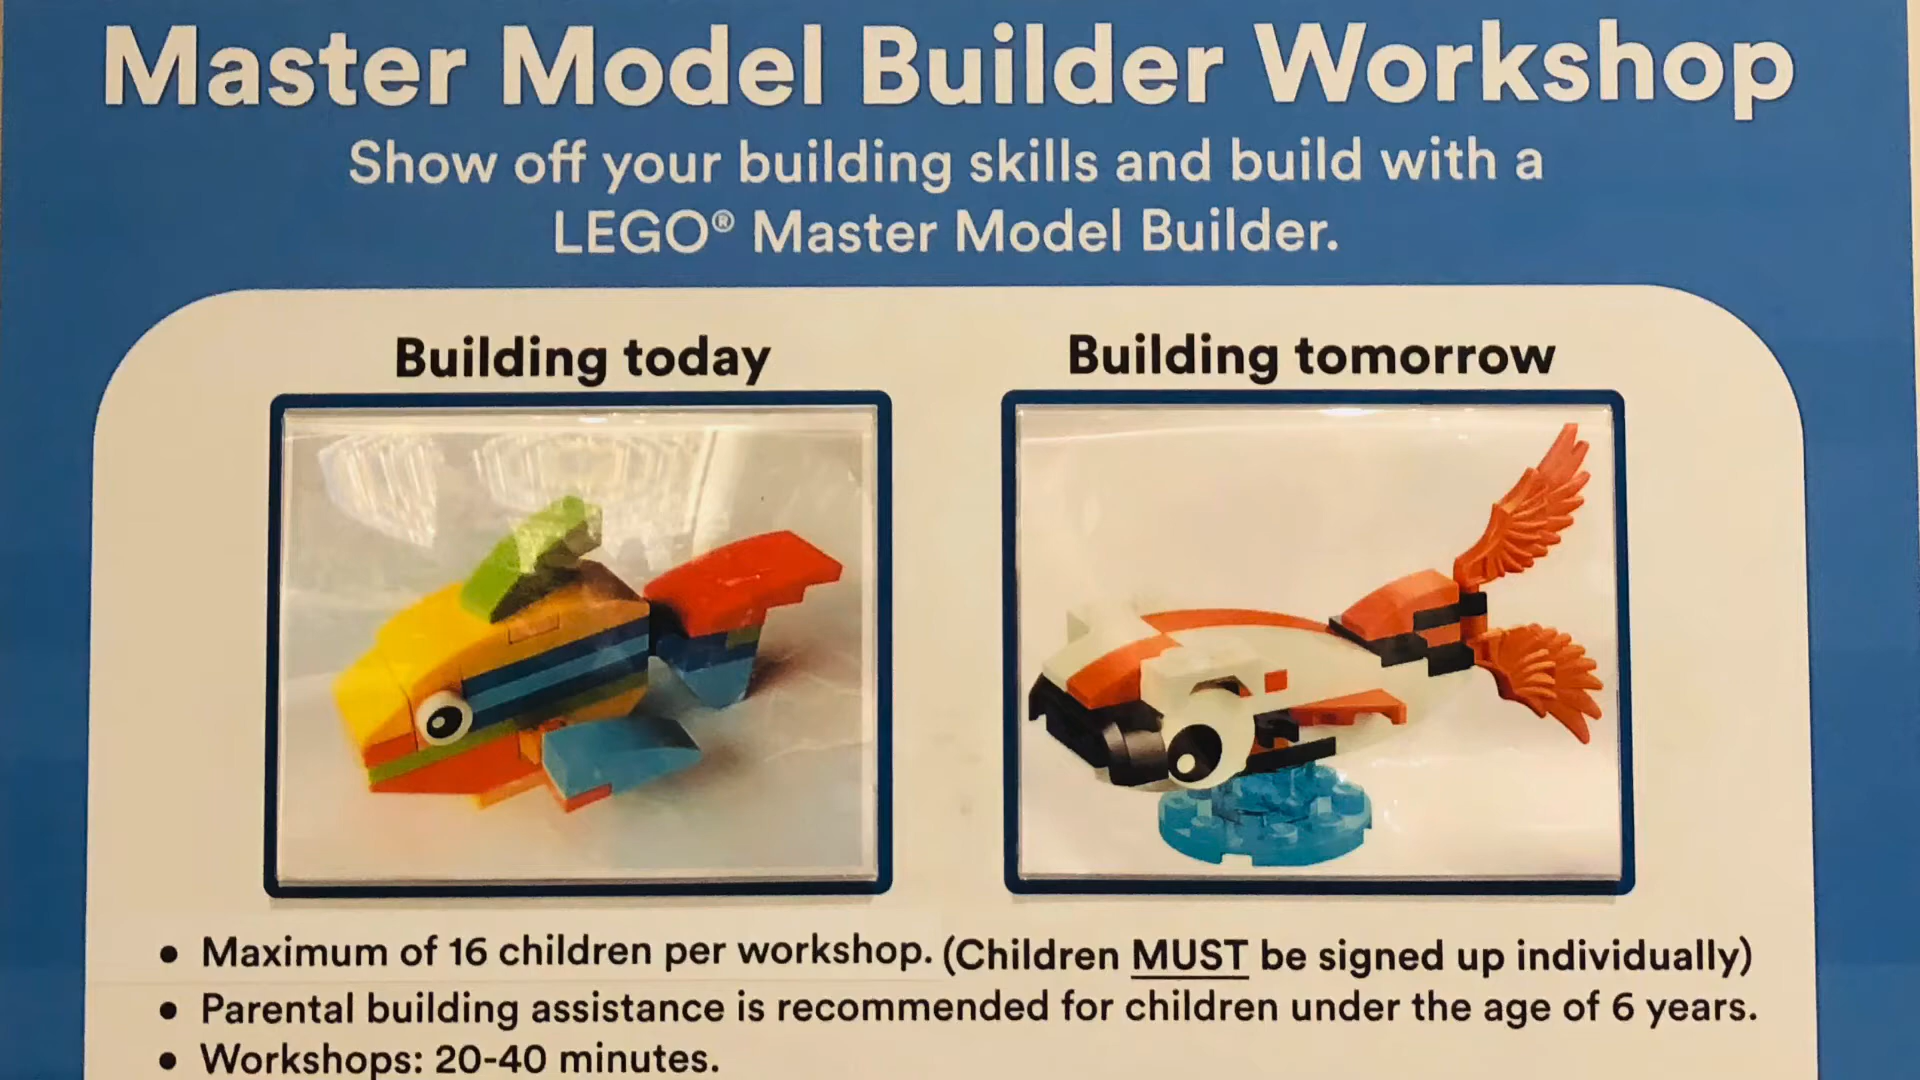 Master Model Builder Workshop
Show off your building skills and build with a
LEGO® Master Model Builder.
Building today
Building tomorrow
• Maximum of 16 children per workshop. (Children MUST be signed up individually)
• Parental building assistance is recommended for children under the age of 6 years.
• Workshops: 20-40 minutes.